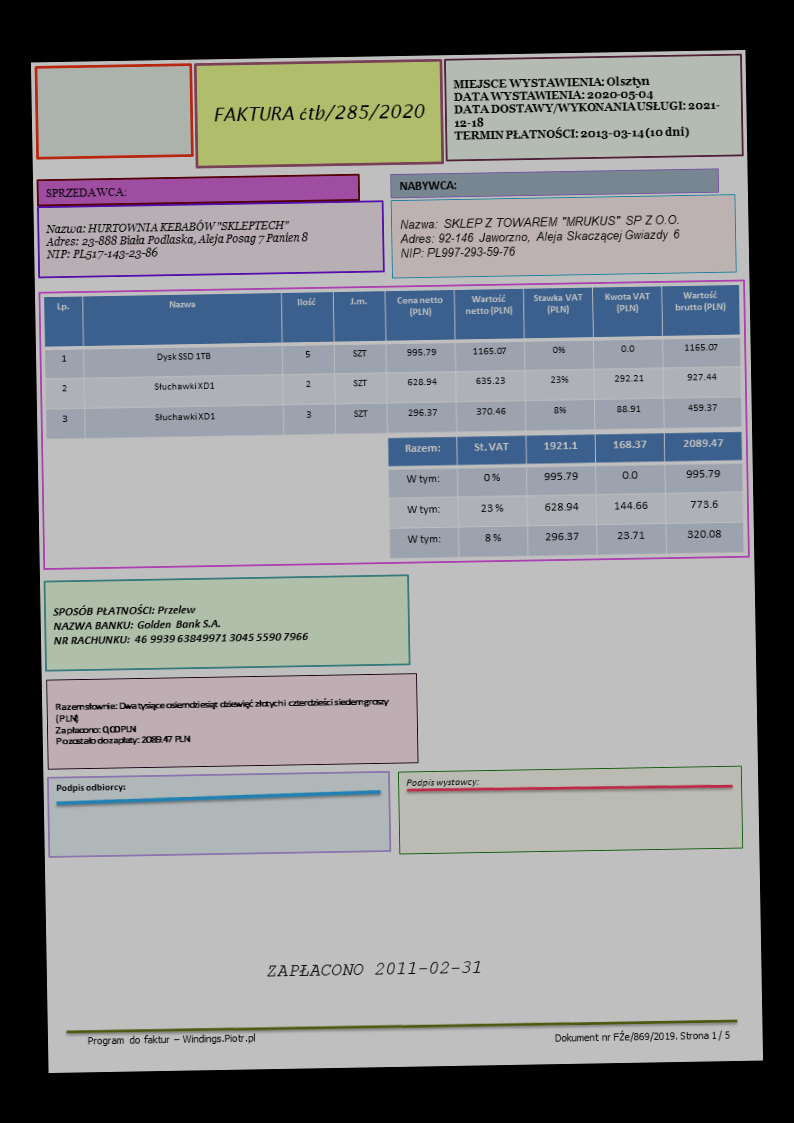 FAKTURA ćtb/285/2020
MIEJSCE WYSTAWIENIA: Olsztyn
DATA WYSTAWIENIA: 2020-05-04
DATA DOSTAWY/WYKONANIA USŁUGI: 2021-
12-18
TERMIN PŁATNOŚCI: 2013-03-14 (10 dni)
SPRZEDAWCA:
Nazwa: HURTOWNIA KEBABÓW "SKLEPTECH"
Adres: 23-888 Biała Podlaska, Aleja Posag 7 Panien 8
NIP: PL517-143-23-86
NABYWCA:
Nazwa: SKLEP Z TOWAREM "MRUKUS" SP Z O.O.
Adres: 92-146 Jaworzno, Aleja Skaczącej Gwiazdy 6
NIP: PL997-293-59-76
Lp. Nazwa Ilość J.m. Cena netto (PLN) Wartość netto (PLN) Stawka VAT (PLN) Kwota VAT (PLN) Wartość brutto (PLN)
1 Dysk SSD 1TB 5 SZT 995.79 1165.07 0% 0.0 1165.07
2 Słuchawki XD1 2 SZT 628.94 635.23 23% 292.21 927.44
3 Słuchawki XD1 3 SZT 296.37 370.46 8% 88.91 459.37
Razem: St. VAT 1921.1 168.37 2089.47
W tym: 0 % 995.79 0.0 995.79
W tym: 23 % 628.94 144.66 773.6
W tym: 8 % 296.37 23.71 320.08
SPOSÓB PŁATNOŚCI: Przelew
NAZWA BANKU: Golden Bank S.A.
NR RACHUNKU: 46 9939 63849971 3045 5590 7966
Razem słownie: Dwa tysiące osiemdziesiąt dziewięć złotych i czterdzieści siedem groszy
(PLN)
Zapłacono: 0,00 PLN
Pozostało do zapłaty: 2089.47 PLN
Podpis odbiorcy:
Podpis wystawcy:
ZAPŁACONO 2011-02-31
Program do faktur – Windings.Piotr.pl
Dokument nr FŹe/869/2019. Strona 1 / 5